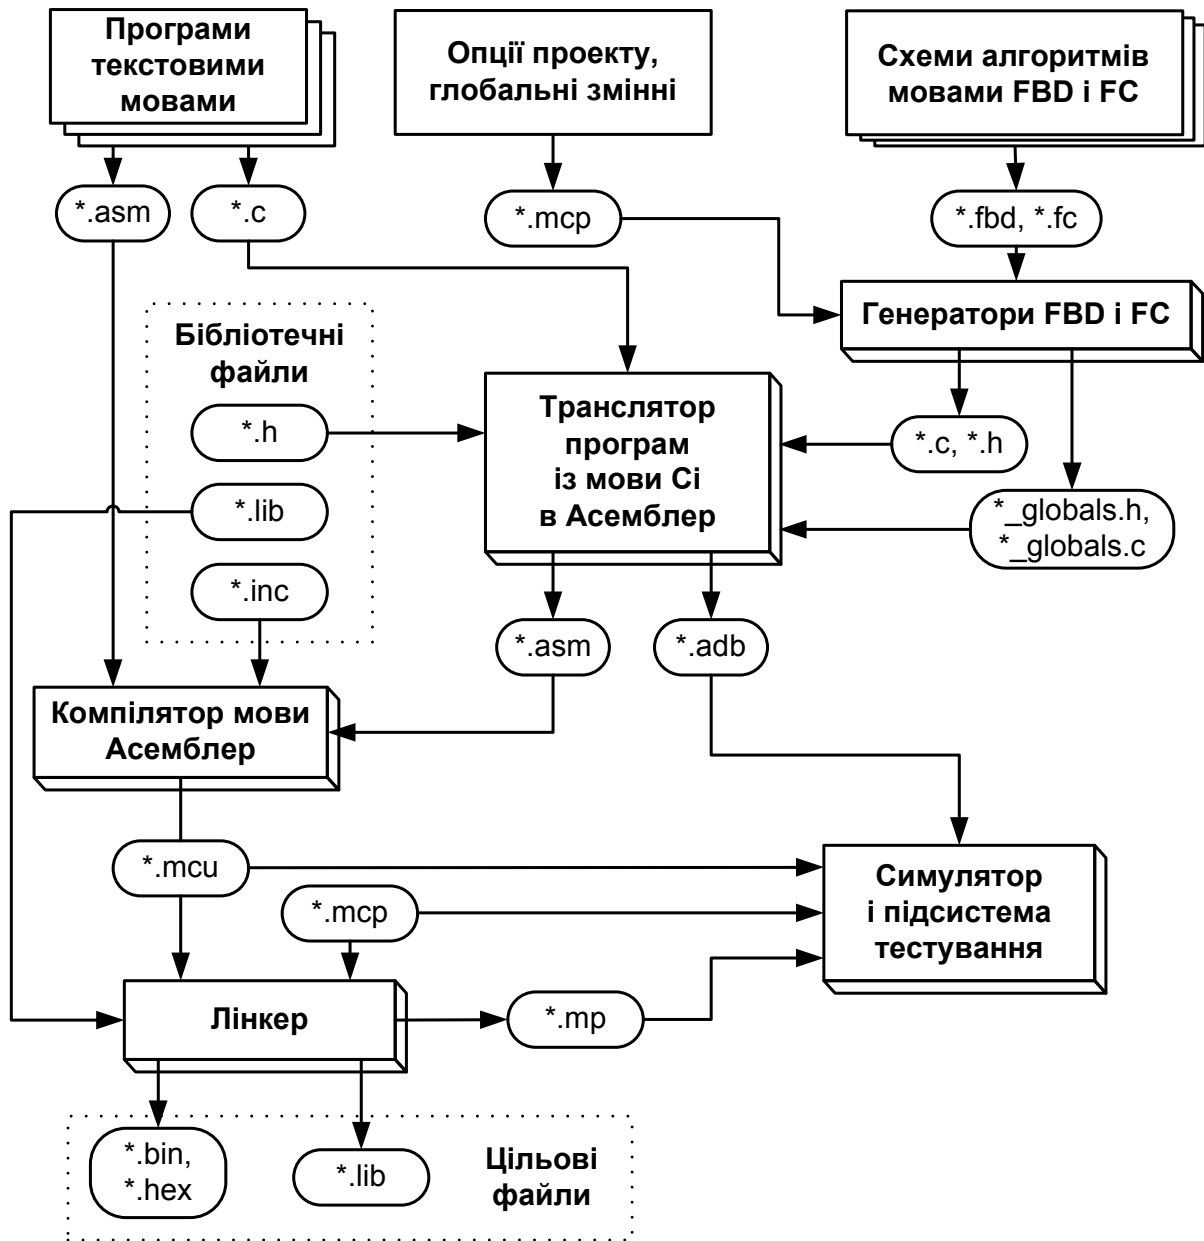 Програми
текстовими
мовами
Опції проекту,
глобальні змінні
Схеми алгоритмів
мовами FBD і FC
*.asm
*.c
*.mcp
*.fbd, *.fc
Генератори FBD і FC
Бібліотечні
файли
*.h
*.lib
*.inc
Транслятор
програм
із мови Сі
в Асемблер
*.c, *.h
*_globals.h,
*_globals.c
*.asm
*.adb
Компілятор мови
Асемблер
*.mcu
*.mcp
Симулятор
і підсистема
тестування
Лінкер
*.mp
*.bin,
*.hex
*.lib
Цільові
файли